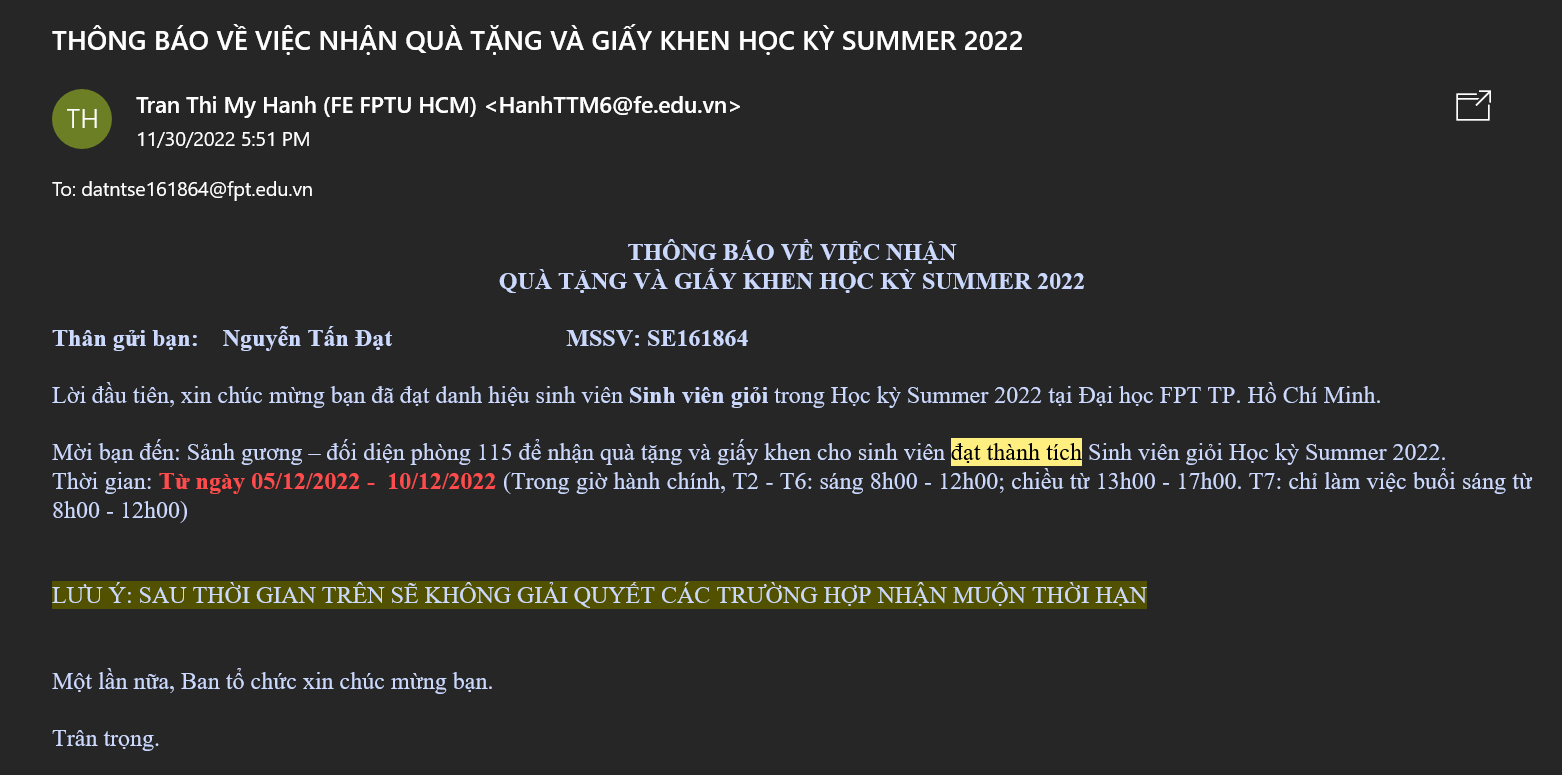 THÔNG BÁO VỀ VIỆC NHẬN QUÀ TẶNG VÀ GIẤY KHEN HỌC KỲ SUMMER 2022
TH
Tran Thi My Hanh (FE FPTU HCM) <HanhTTM6@fe.edu.vn>
11/30/2022 5:51 PM
To: datntse161864@fpt.edu.vn
THÔNG BÁO VỀ VIỆC NHẬN
QUÀ TẶNG VÀ GIẤY KHEN HỌC KỲ SUMMER 2022
Thân gửi bạn: Nguyễn Tấn Đạt MSSV: SE161864
Lời đầu tiên, xin chúc mừng bạn đã đạt danh hiệu sinh viên Sinh viên giỏi trong Học kỳ Summer 2022 tại Đại học FPT TP. Hồ Chí Minh.
Mời bạn đến: Sảnh gương – đối diện phòng 115 để nhận quà tặng và giấy khen cho sinh viên đạt thành tích Sinh viên giỏi Học kỳ Summer 2022.
Thời gian: Từ ngày 05/12/2022 - 10/12/2022 (Trong giờ hành chính, T2 - T6: sáng 8h00 - 12h00; chiều từ 13h00 - 17h00. T7: chỉ làm việc buổi sáng từ
8h00 - 12h00)
LƯU Ý: SAU THỜI GIAN TRÊN SẼ KHÔNG GIẢI QUYẾT CÁC TRƯỜNG HỢP NHẬN MUỘN THỜI HẠN
Một lần nữa, Ban tổ chức xin chúc mừng bạn.
Trân trọng.